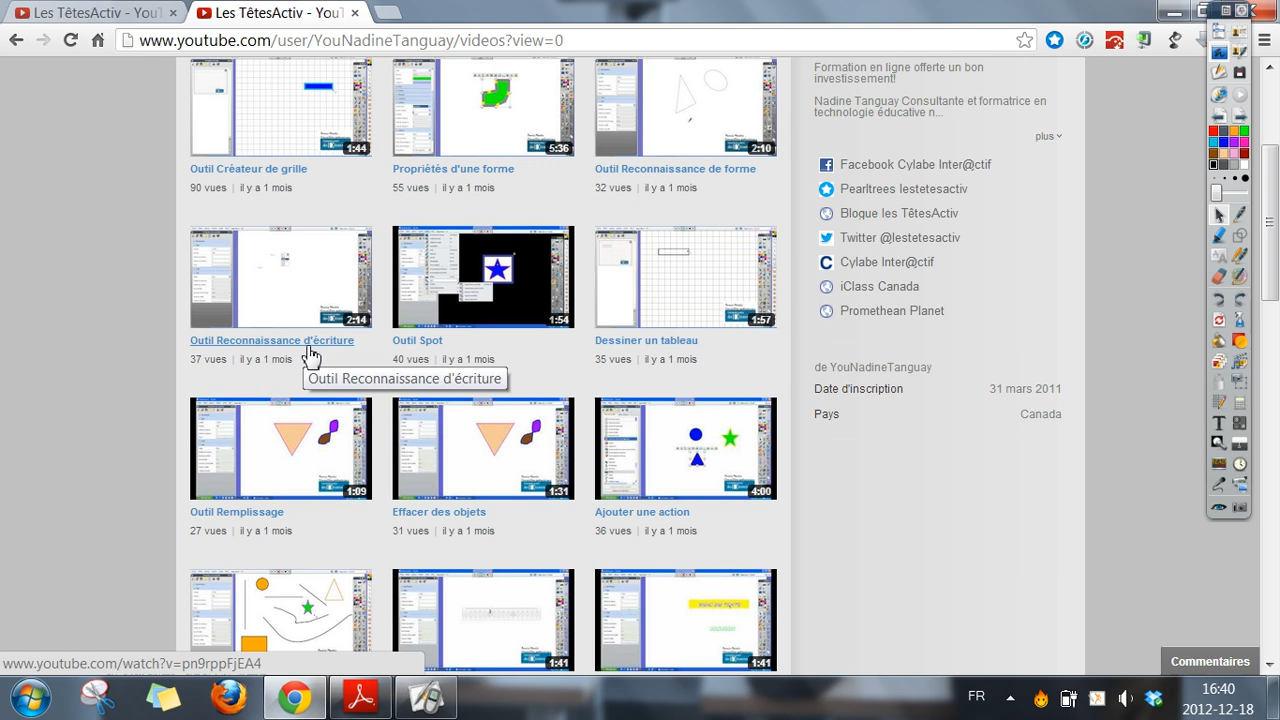 Les TêtesActiv - YouT
Les TêtesActiv - YouT
www.youtube.com/user/YouNadineTanguay/videos?view=0
1:44
5:36
2:10
Outil Créateur de grille
Propriétés d'une forme
Outil Reconnaissance de forme
90 vues | il y a 1 mois
55 vues | il y a 1 mois
32 vues | il y a 1 mois
2:14
1:54
1:57
Outil Reconnaissance d'écriture
Outil Spot
Dessiner un tableau
37 vues | il y a 1 mois
40 vues | il y a 1 mois
35 vues | il y a 1 mois
Outil Reconnaissance d'écriture
1:09
1:31
4:00
Outil Remplissage
Effacer des objets
Ajouter une action
27 vues | il y a 1 mois
31 vues | il y a 1 mois
36 vues | il y a 1 mois
1:41
1:41
Formation en ligne offerte un bon
investissement!
Nadine Tanguay Consultante et formatrice en
technologie éducative n...
plus
Facebook Cylabe Inter@ctif
Pearltrees lestetesactiv
Blogue les TêtesActiv
Inter@ctif
Class Canada
Promethean Planet
de YouNadineTanguay
Date d'inscription
31 mars 2011
Pays
Canada
Commentaires
www.youtube.com/watch?v=pn9rppFjEAY
FR
16:40
2012-12-18